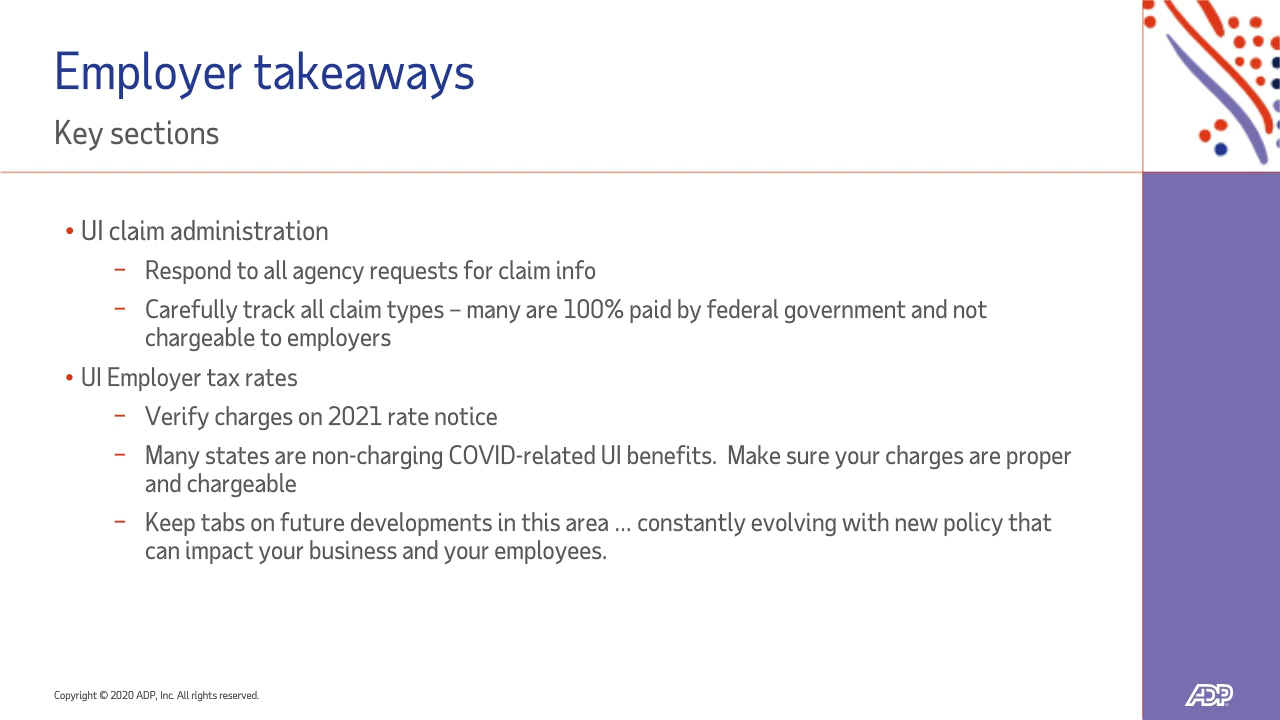 Employer takeaways
Key sections
• UI claim administration
– Respond to all agency requests for claim info
– Carefully track all claim types – many are 100% paid by federal government and not
chargeable to employers
• UI Employer tax rates
– Verify charges on 2021 rate notice
– Many states are non-charging COVID-related UI benefits.  Make sure your charges are proper
and chargeable
– Keep tabs on future developments in this area ... constantly evolving with new policy that
can impact your business and your employees.
Copyright © 2020 ADP, Inc. All rights reserved.
ADP